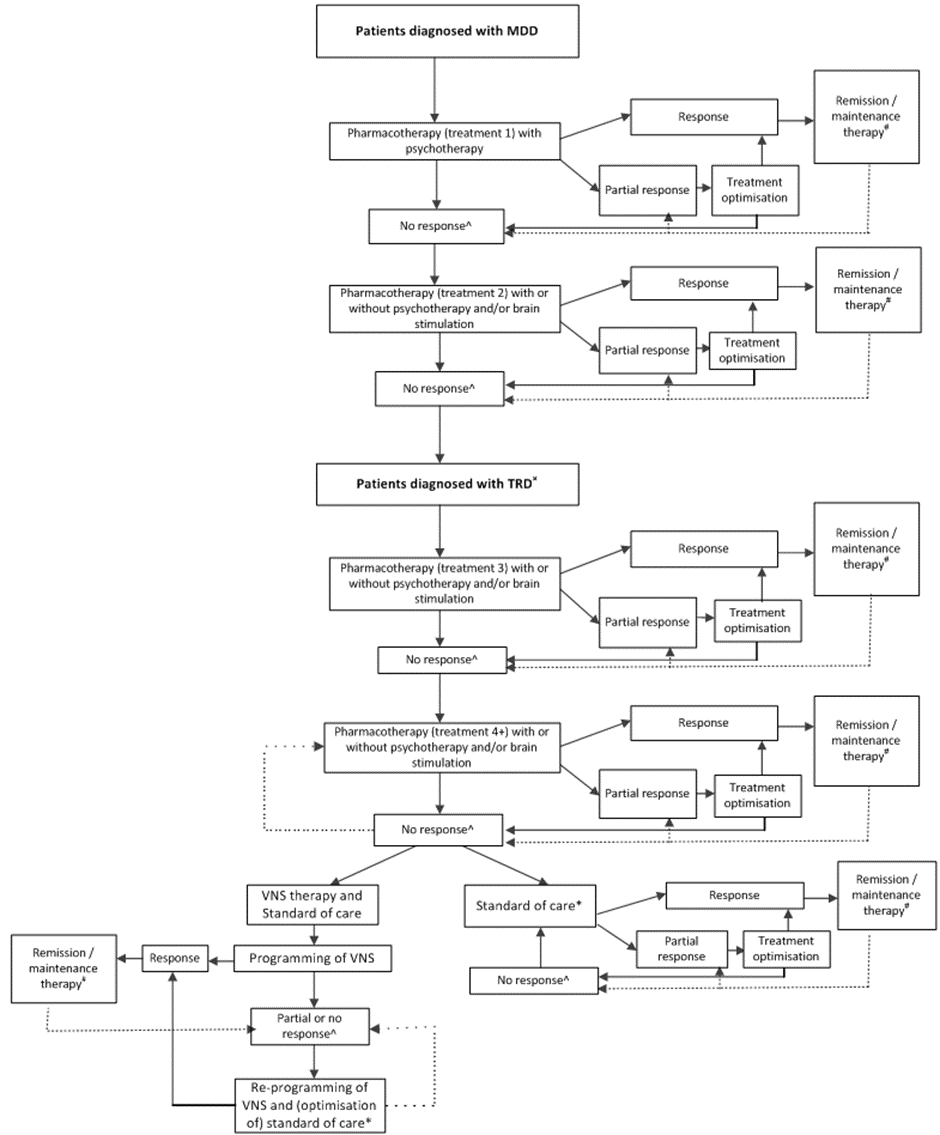 Patients diagnosed with MDD
Pharmacotherapy (treatment 1) with
psychotherapy
Response
Remission /
maintenance
therapy#
Partial response
Treatment
optimisation
No response^
Pharmacotherapy (treatment 2) with or
without psychotherapy and/or brain
stimulation
Response
Remission /
maintenance
therapy#
Partial response
Treatment
optimisation
No response^
Patients diagnosed with TRD¥
Pharmacotherapy (treatment 3) with or
without psychotherapy and/or brain
stimulation
Response
Remission /
maintenance
therapy#
Partial response
Treatment
optimisation
No response^
Pharmacotherapy (treatment 4+) with or
without psychotherapy and/or brain
stimulation
Response
Remission /
maintenance
therapy#
Partial response
Treatment
optimisation
No response^
VNS therapy and
Standard of care
Standard of care*
Response
Remission /
maintenance
therapy#
Partial
response
Treatment
optimisation
No response^
Programming of VNS
Response
Remission /
maintenance
therapy¥
Partial or no
response^
Re-programming of
VNS and (optimisation
of) standard of care*